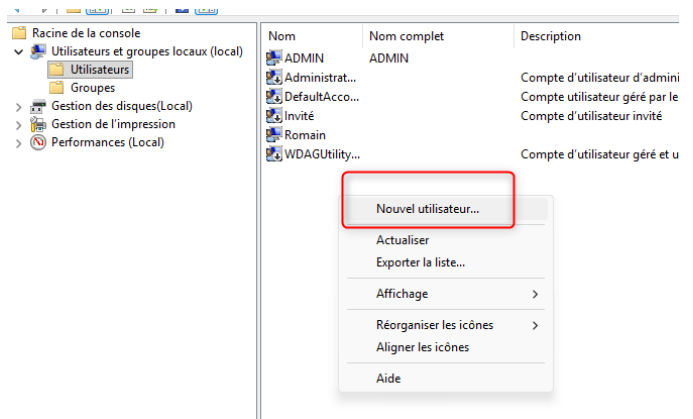 Racine de la console
Utilisateurs et groupes locaux (local)
Utilisateurs
Groupes
Gestion des disques(Local)
Gestion de l'impression
Performances (Local)
Nom Nom complet Description
ADMIN ADMIN
Administrat... Compte d'utilisateur d'admini
DefaultAcco... Compte utilisateur géré par le
Invité Compte d'utilisateur invité
Romain
WDAGUtility... Compte d'utilisateur géré et u
Nouvel utilisateur...
Actualiser
Exporter la liste...
Affichage
Réorganiser les icônes
Aligner les icônes
Aide